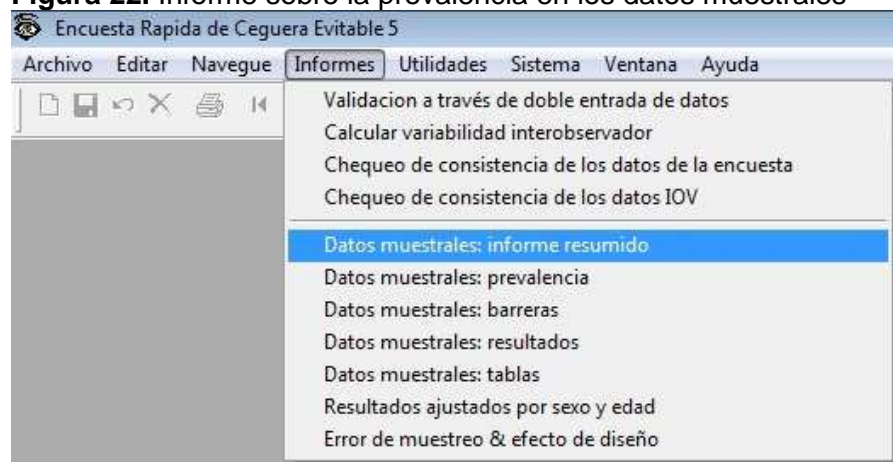 Figura 22. Informe sobre la prevalencia en los datos muestrales
Encuesta Rapida de Ceguera Evitable 5
Archivo Editar Navegue Informes Utilidades Sistema Ventana Ayuda
Validacion a través de doble entrada de datos
Calcular variabilidad interobservador
Chequeo de consistencia de los datos de la encuesta
Chequeo de consistencia de los datos IOV
Datos muestrales: informe resumido
Datos muestrales: prevalencia
Datos muestrales: barreras
Datos muestrales: resultados
Datos muestrales: tablas
Resultados ajustados por sexo y edad
Error de muestreo & efecto de diseño